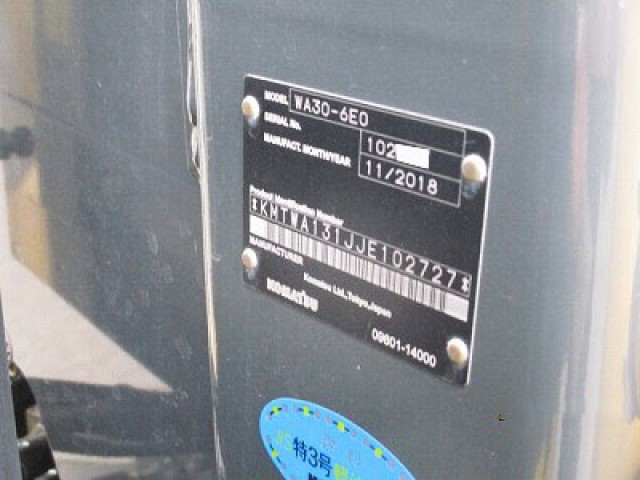 MODEL WA30-6E0
SERIAL No. 102
MANUFACT. MONTH/YEAR 11/2018
Product Identification Number
*KMTWA131JJE102727*
MANUFACTURER
Komatsu Ltd.,Tokyo,Japan
KOMATSU
09601-14000
特3号